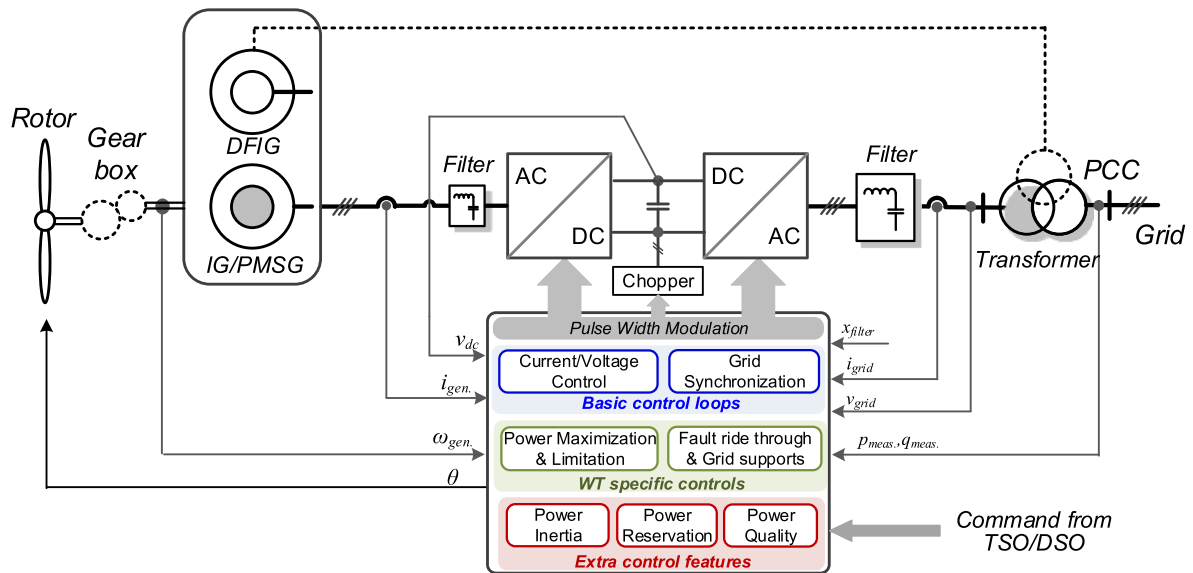 Rotor
Gear
box
DFIG
IG/PMSG
Filter
AC
DC
DC
AC
Chopper
Filter
PCC
Transformer
Grid
Pulse Width Modulation
Current/Voltage
Control
Grid
Synchronization
Basic control loops
Power Maximization
& Limitation
Fault ride through
& Grid supports
WT specific controls
Power
Inertia
Power
Reservation
Power
Quality
Extra control features
v_dc
i_gen.
ω_gen.
θ
x_filter
i_grid
v_grid
p_meas.,q_meas.
Command from
TSO/DSO